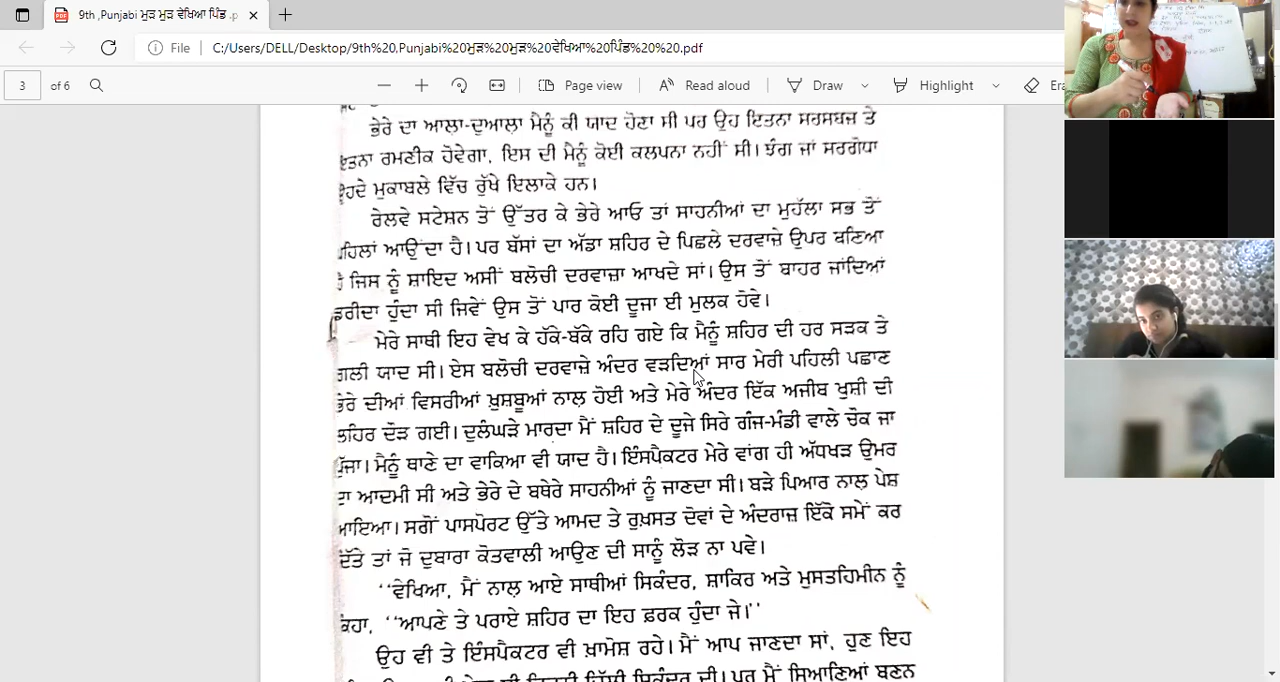 9th ,Punjabi ਮੁੜ ਮੁੜ ਵੇਖਿਆ ਪਿੰਡ .p
File C:/Users/DELL/Desktop/9th%20,Punjabi%20ਮੁੜ%20ਮੁੜ%20ਵੇਖਿਆ%20ਪਿੰਡ%20%20.pdf
3 of 6 Page view Read aloud Draw Highlight Era
ਭੇਰੇ ਦਾ ਆਲਾ-ਦੁਆਲਾ ਮੈਨੂੰ ਕੀ ਯਾਦ ਹੋਣਾ ਸੀ ਪਰ ਉਹ ਇਤਨਾ ਸਰਸਬਜ਼ ਤੇ
ਇਤਨਾ ਰਮਣੀਕ ਹੋਵੇਗਾ, ਇਸ ਦੀ ਮੈਨੂੰ ਕੋਈ ਕਲਪਨਾ ਨਹੀਂ ਸੀ। ਝੰਗ ਜਾਂ ਸਰਗੋਧਾ
ਉਹਦੇ ਮੁਕਾਬਲੇ ਵਿੱਚ ਰੁੱਖੇ ਇਲਾਕੇ ਹਨ।
ਰੇਲਵੇ ਸਟੇਸ਼ਨ ਤੋਂ ਉੱਤਰ ਕੇ ਭੇਰੇ ਆਓ ਤਾਂ ਸਾਹਨੀਆਂ ਦਾ ਮੁਹੱਲਾ ਸਭ ਤੋਂ
ਪਹਿਲਾਂ ਆਉਂਦਾ ਹੈ। ਪਰ ਬੱਸਾਂ ਦਾ ਅੱਡਾ ਸ਼ਹਿਰ ਦੇ ਪਿਛਲੇ ਦਰਵਾਜ਼ੇ ਉਪਰ ਬਣਿਆ
ਹੈ ਜਿਸ ਨੂੰ ਸ਼ਾਇਦ ਅਸੀਂ ਬਲੋਚੀ ਦਰਵਾਜ਼ਾ ਆਖਦੇ ਸਾਂ। ਉਸ ਤੋਂ ਬਾਹਰ ਜਾਂਦਿਆਂ
ਡਰੀਦਾ ਹੁੰਦਾ ਸੀ ਜਿਵੇਂ ਉਸ ਤੋਂ ਪਾਰ ਕੋਈ ਦੂਜਾ ਈ ਮੁਲਕ ਹੋਵੇ।
ਮੇਰੇ ਸਾਥੀ ਇਹ ਵੇਖ ਕੇ ਹੱਕੇ-ਬੱਕੇ ਰਹਿ ਗਏ ਕਿ ਮੈਨੂੰ ਸ਼ਹਿਰ ਦੀ ਹਰ ਸੜਕ ਤੇ
ਗਲੀ ਯਾਦ ਸੀ। ਏਸ ਬਲੋਚੀ ਦਰਵਾਜ਼ੇ ਅੰਦਰ ਵੜਦਿਆਂ ਸਾਰ ਮੇਰੀ ਪਹਿਲੀ ਪਛਾਣ
ਭੇਰੇ ਦੀਆਂ ਵਿਸਰੀਆਂ ਖ਼ੁਸ਼ਬੂਆਂ ਨਾਲ ਹੋਈ ਅਤੇ ਮੇਰੇ ਅੰਦਰ ਇੱਕ ਅਜੀਬ ਖੁਸ਼ੀ ਦੀ
ਲਹਿਰ ਦੌੜ ਗਈ। ਦੁਲੰਘੜੇ ਮਾਰਦਾ ਮੈਂ ਸ਼ਹਿਰ ਦੇ ਦੂਜੇ ਸਿਰੇ ਗੰਜ-ਮੰਡੀ ਵਾਲੇ ਚੌਕ ਜਾ
ਪੁੱਜਾ। ਮੈਨੂੰ ਥਾਣੇ ਦਾ ਵਾਕਿਆ ਵੀ ਯਾਦ ਹੈ। ਇੰਸਪੈਕਟਰ ਮੇਰੇ ਵਾਂਗ ਹੀ ਅੱਧਖੜ ਉਮਰ
ਦਾ ਆਦਮੀ ਸੀ ਅਤੇ ਭੇਰੇ ਦੇ ਬਥੇਰੇ ਸਾਹਨੀਆਂ ਨੂੰ ਜਾਣਦਾ ਸੀ। ਬੜੇ ਪਿਆਰ ਨਾਲ ਪੇਸ਼
ਆਇਆ। ਸਗੋਂ ਪਾਸਪੋਰਟ ਉੱਤੇ ਆਮਦ ਤੇ ਰੁਖ਼ਸਤ ਦੋਵਾਂ ਦੇ ਅੰਦਰਾਜ਼ ਇੱਕੋ ਸਮੇਂ ਕਰ
ਦਿੱਤੇ ਤਾਂ ਜੋ ਦੁਬਾਰਾ ਕੋਤਵਾਲੀ ਆਉਣ ਦੀ ਸਾਨੂੰ ਲੋੜ ਨਾ ਪਵੇ।
“ਵੇਖਿਆ, ਮੈਂ ਨਾਲ ਆਏ ਸਾਥੀਆਂ ਸਿਕੰਦਰ, ਸ਼ਾਕਿਰ ਅਤੇ ਮੁਸਤਹਿਮੀਨ ਨੂੰ
ਕਿਹਾ, “ਆਪਣੇ ਤੇ ਪਰਾਏ ਸ਼ਹਿਰ ਦਾ ਇਹ ਫ਼ਰਕ ਹੁੰਦਾ ਜੇ।”
ਉਹ ਵੀ ਤੇ ਇੰਸਪੈਕਟਰ ਵੀ ਖ਼ਾਮੋਸ਼ ਰਹੇ। ਮੈਂ ਆਪ ਜਾਣਦਾ ਸਾਂ, ਹੁਣ ਇਹ
ਸਿਕੰਦਰ ਦੀ। ਪਰ ਮੈਂ ਸਿਆਣਿਆਂ ਬਣਨ